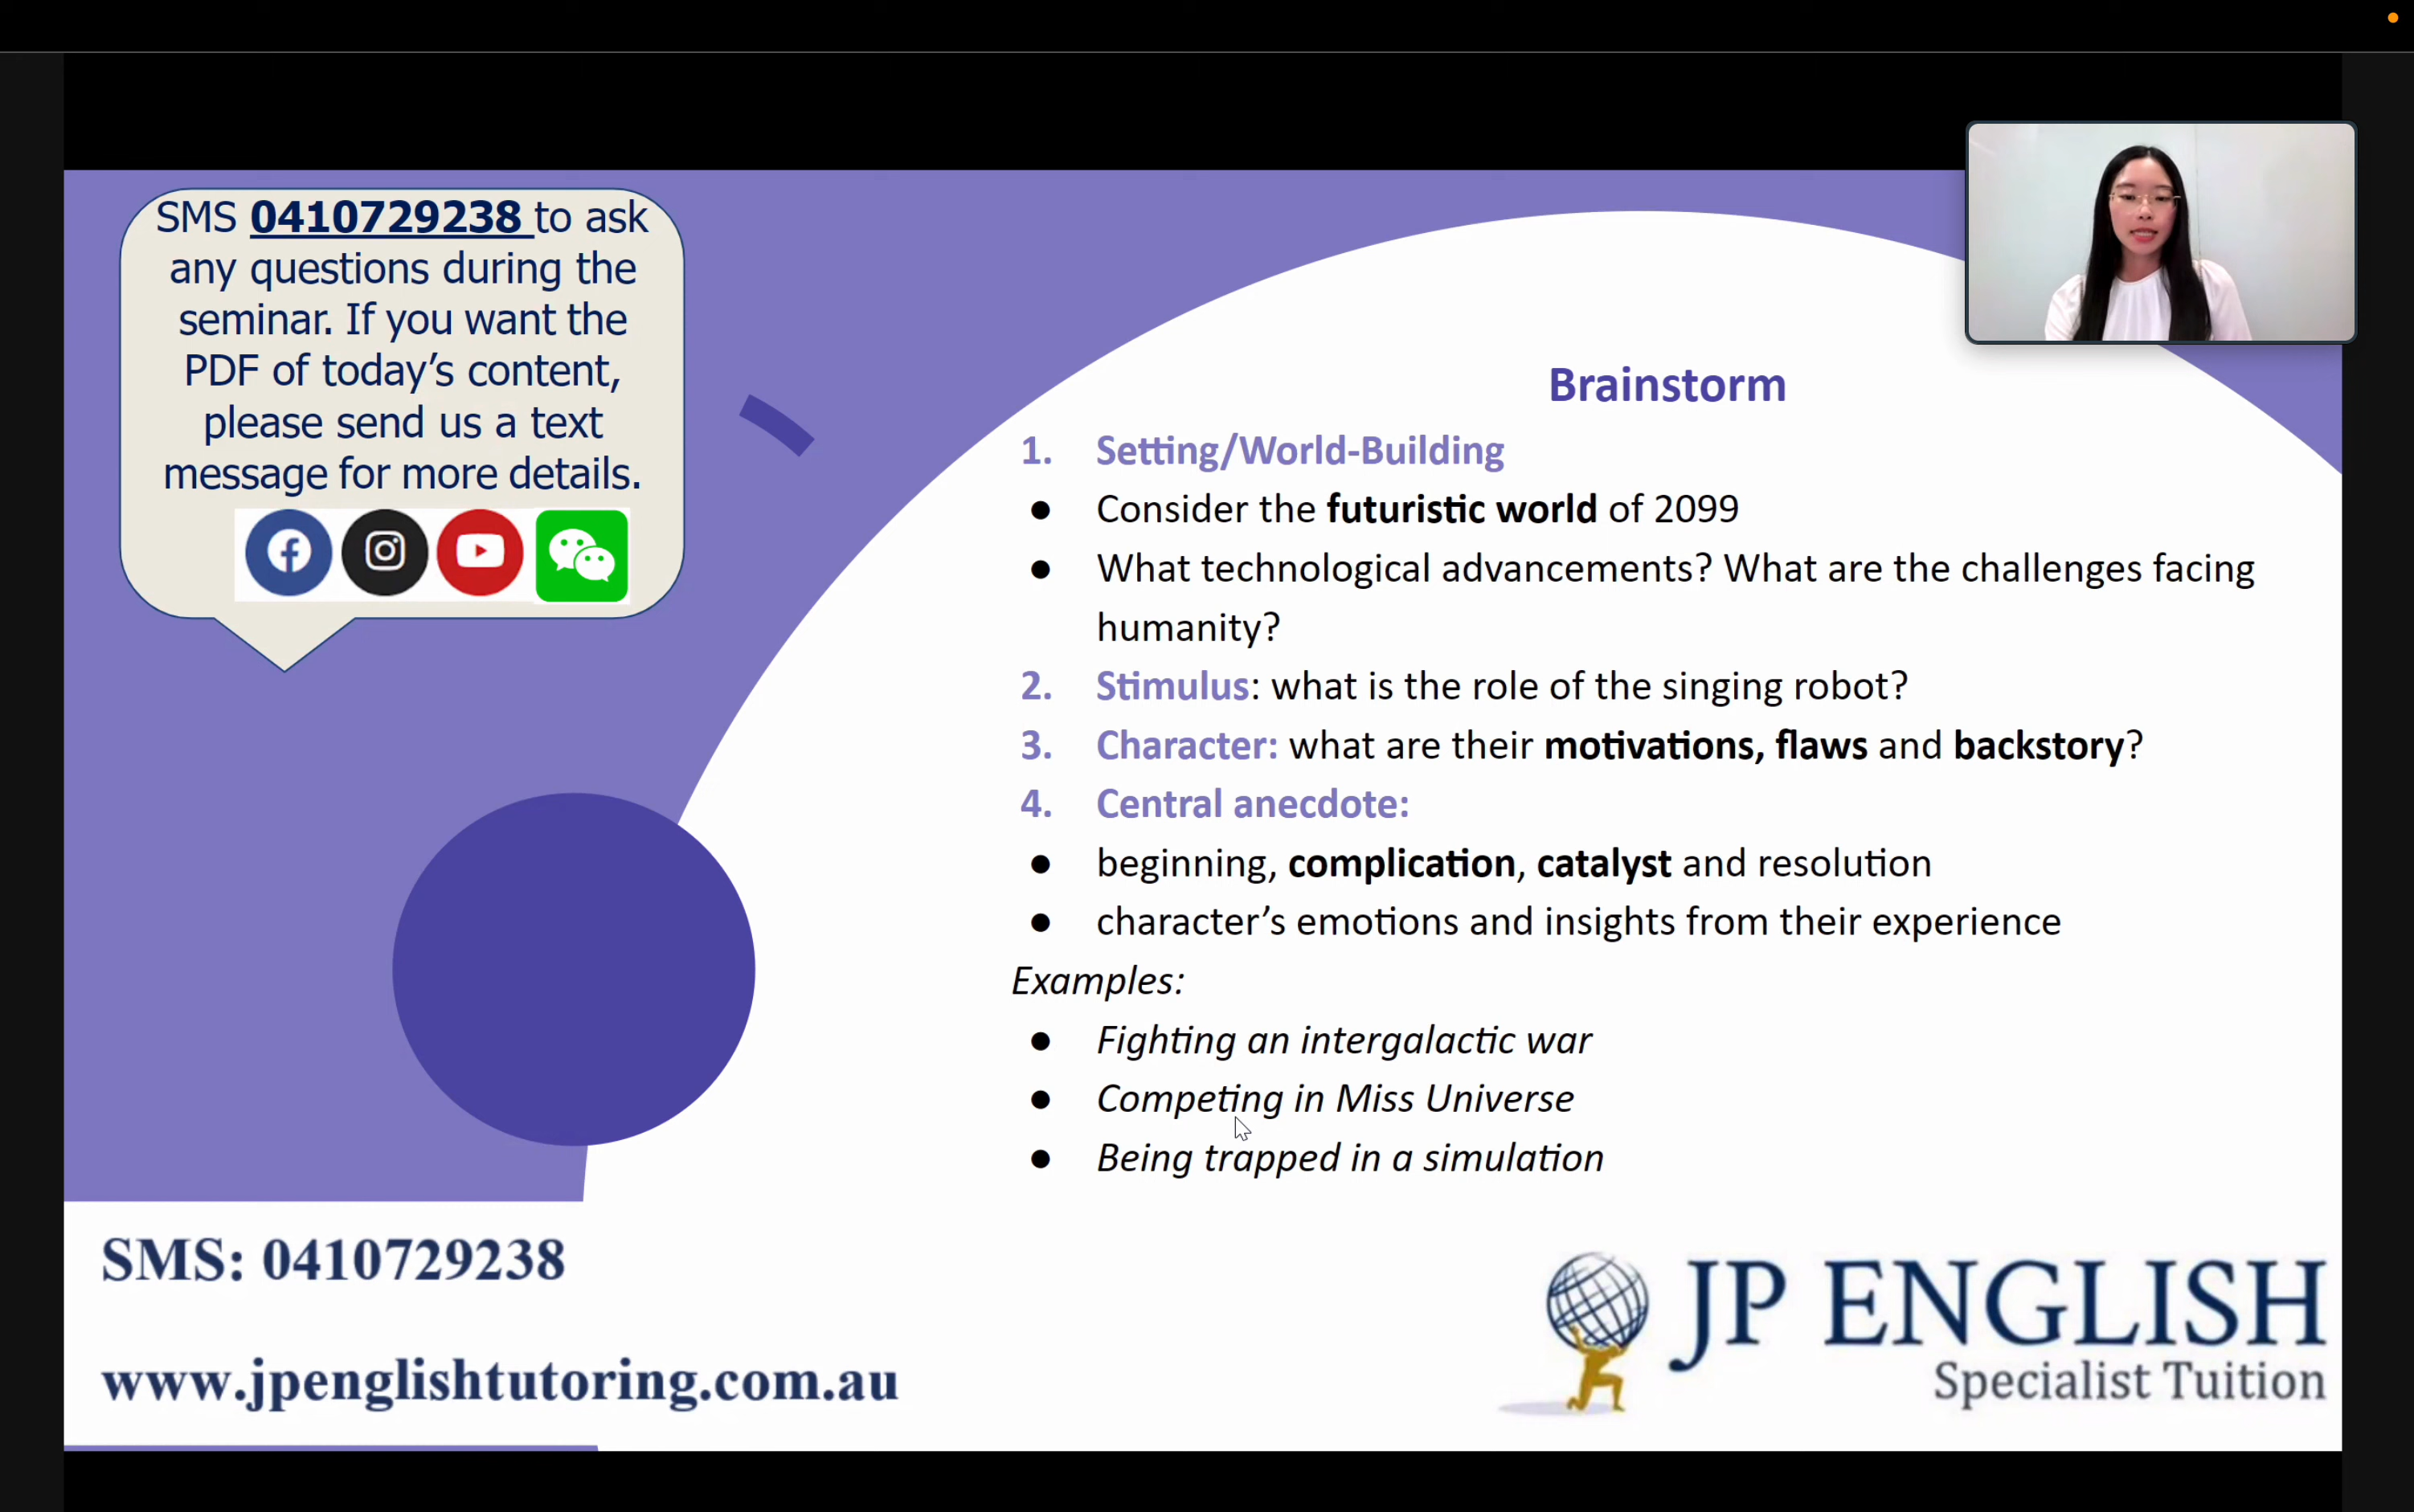 SMS 0410729238 to ask
any questions during the
seminar. If you want the
PDF of today’s content,
please send us a text
message for more details.
Brainstorm
1. Setting/World-Building
● Consider the futuristic world of 2099
● What technological advancements? What are the challenges facing
humanity?
2. Stimulus: what is the role of the singing robot?
3. Character: what are their motivations, flaws and backstory?
4. Central anecdote:
● beginning, complication, catalyst and resolution
● character’s emotions and insights from their experience
Examples:
● Fighting an intergalactic war
● Competing in Miss Universe
● Being trapped in a simulation
SMS: 0410729238
www.jpenglishtutoring.com.au
JP ENGLISH
Specialist Tuition